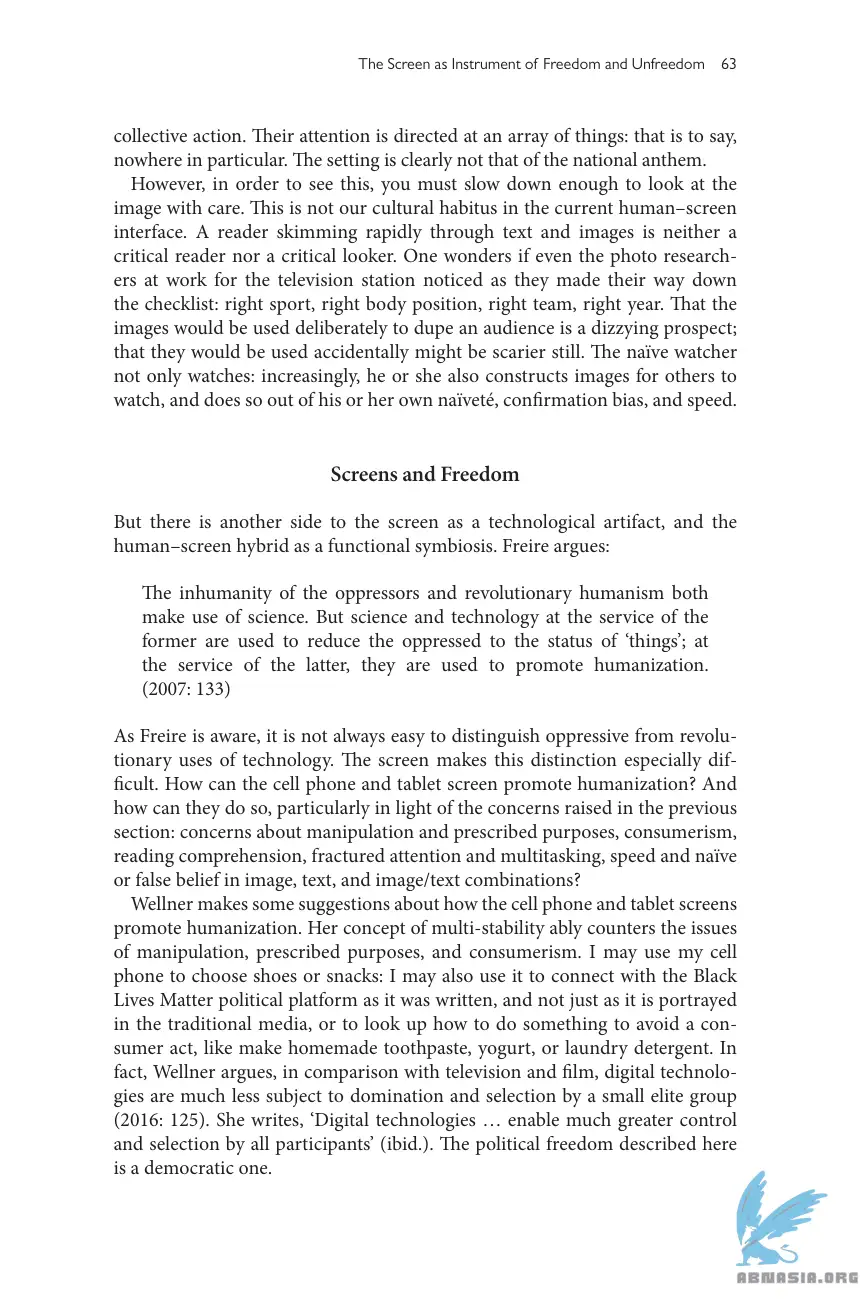 The Screen as Instrument of Freedom and Unfreedom 63
collective action. Their attention is directed at an array of things: that is to say,
nowhere in particular. The setting is clearly not that of the national anthem.
However, in order to see this, you must slow down enough to look at the
image with care. This is not our cultural habitus in the current human–screen
interface. A reader skimming rapidly through text and images is neither a
critical reader nor a critical looker. One wonders if even the photo research-
ers at work for the television station noticed as they made their way down
the checklist: right sport, right body position, right team, right year. That the
images would be used deliberately to dupe an audience is a dizzying prospect;
that they would be used accidentally might be scarier still. The naïve watcher
not only watches: increasingly, he or she also constructs images for others to
watch, and does so out of his or her own naïveté, confirmation bias, and speed.
Screens and Freedom
But there is another side to the screen as a technological artifact, and the
human–screen hybrid as a functional symbiosis. Freire argues:
The inhumanity of the oppressors and revolutionary humanism both
make use of science. But science and technology at the service of the
former are used to reduce the oppressed to the status of ‘things’; at
the service of the latter, they are used to promote humanization.
(2007: 133)
As Freire is aware, it is not always easy to distinguish oppressive from revolu-
tionary uses of technology. The screen makes this distinction especially dif-
ficult. How can the cell phone and tablet screen promote humanization? And
how can they do so, particularly in light of the concerns raised in the previous
section: concerns about manipulation and prescribed purposes, consumerism,
reading comprehension, fractured attention and multitasking, speed and naïve
or false belief in image, text, and image/text combinations?
Wellner makes some suggestions about how the cell phone and tablet screens
promote humanization. Her concept of multi-stability ably counters the issues
of manipulation, prescribed purposes, and consumerism. I may use my cell
phone to choose shoes or snacks: I may also use it to connect with the Black
Lives Matter political platform as it was written, and not just as it is portrayed
in the traditional media, or to look up how to do something to avoid a con-
sumer act, like make homemade toothpaste, yogurt, or laundry detergent. In
fact, Wellner argues, in comparison with television and film, digital technolo-
gies are much less subject to domination and selection by a small elite group
(2016: 125). She writes, ‘Digital technologies … enable much greater control
and selection by all participants’ (ibid.). The political freedom described here
is a democratic one.
ABNASIA.ORG